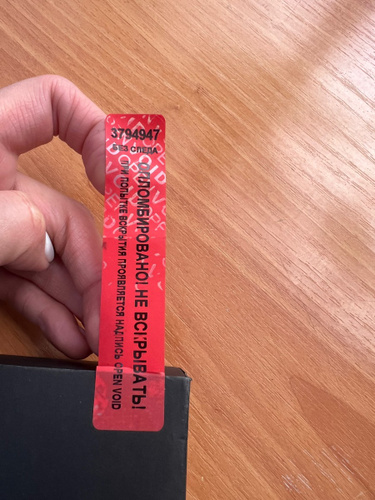 3794947
БЕЗ СЛЕДА
ОПЛОМБИРОВАНО! НЕ ВСКРЫВАТЬ!
ПРИ ПОПЫТКЕ ВСКРЫТИЯ ПРОЯВЛЯЕТСЯ НАДПИСЬ OPEN VOID